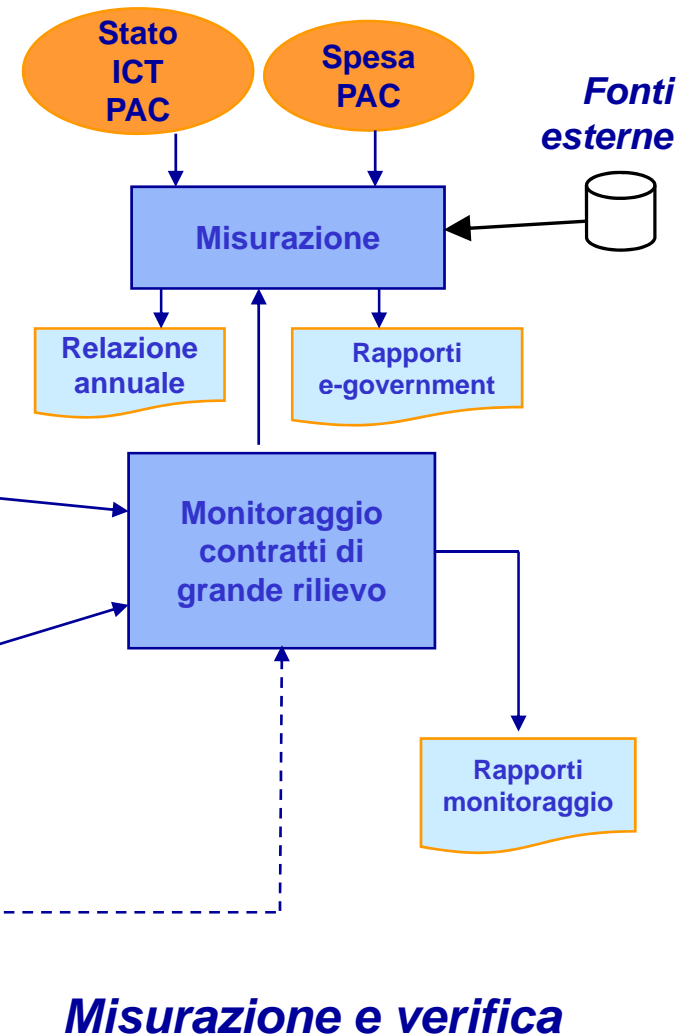 Stato
ICT
PAC
Spesa
PAC
Fonti
esterne
Misurazione
Relazione
annuale
Rapporti
e-government
Monitoraggio
contratti di
grande rilievo
Rapporti
monitoraggio
Misurazione e verifica